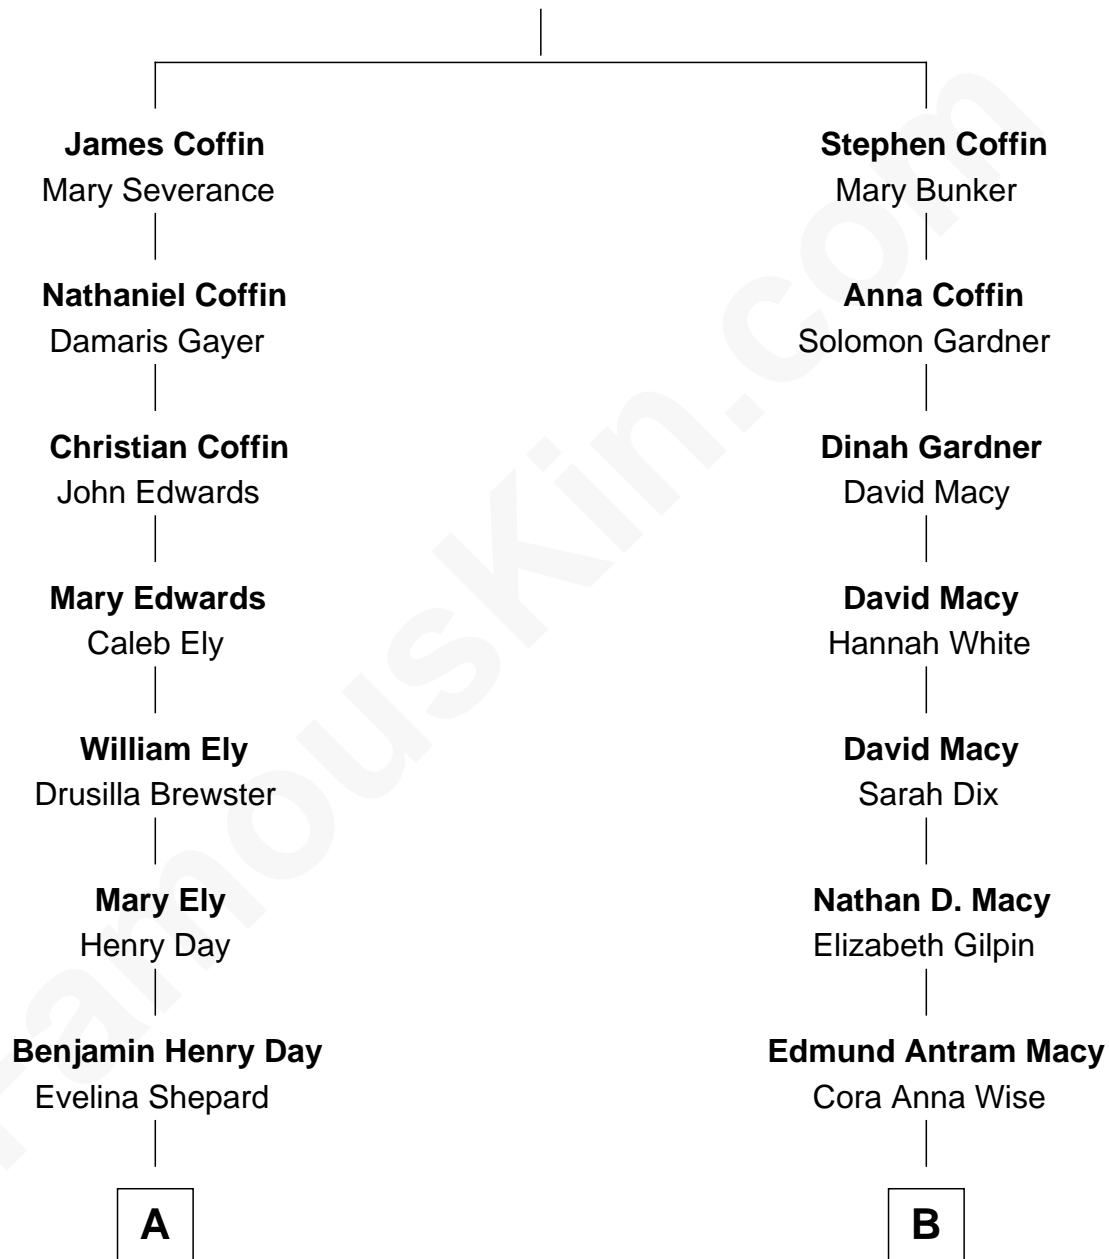 James Coffin
Mary Severance
Nathaniel Coffin
Damaris Gayer
Christian Coffin
John Edwards
Mary Edwards
Caleb Ely
William Ely
Drusilla Brewster
Mary Ely
Henry Day
Benjamin Henry Day
Evelina Shepard
A
Stephen Coffin
Mary Bunker
Anna Coffin
Solomon Gardner
Dinah Gardner
David Macy
David Macy
Hannah White
David Macy
Sarah Dix
Nathan D. Macy
Elizabeth Gilpin
Edmund Antram Macy
Cora Anna Wise
B
FamousKin.com